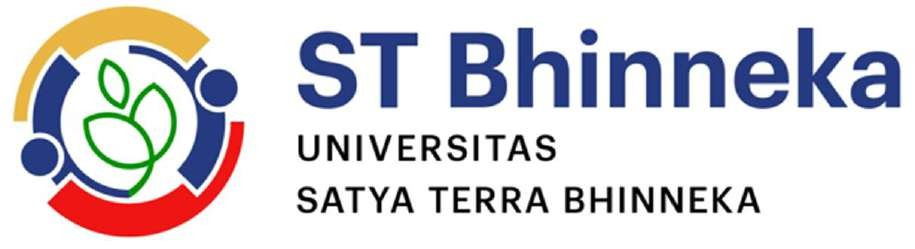 ST Bhinneka
UNIVERSITAS
SATYA TERRA BHINNEKA